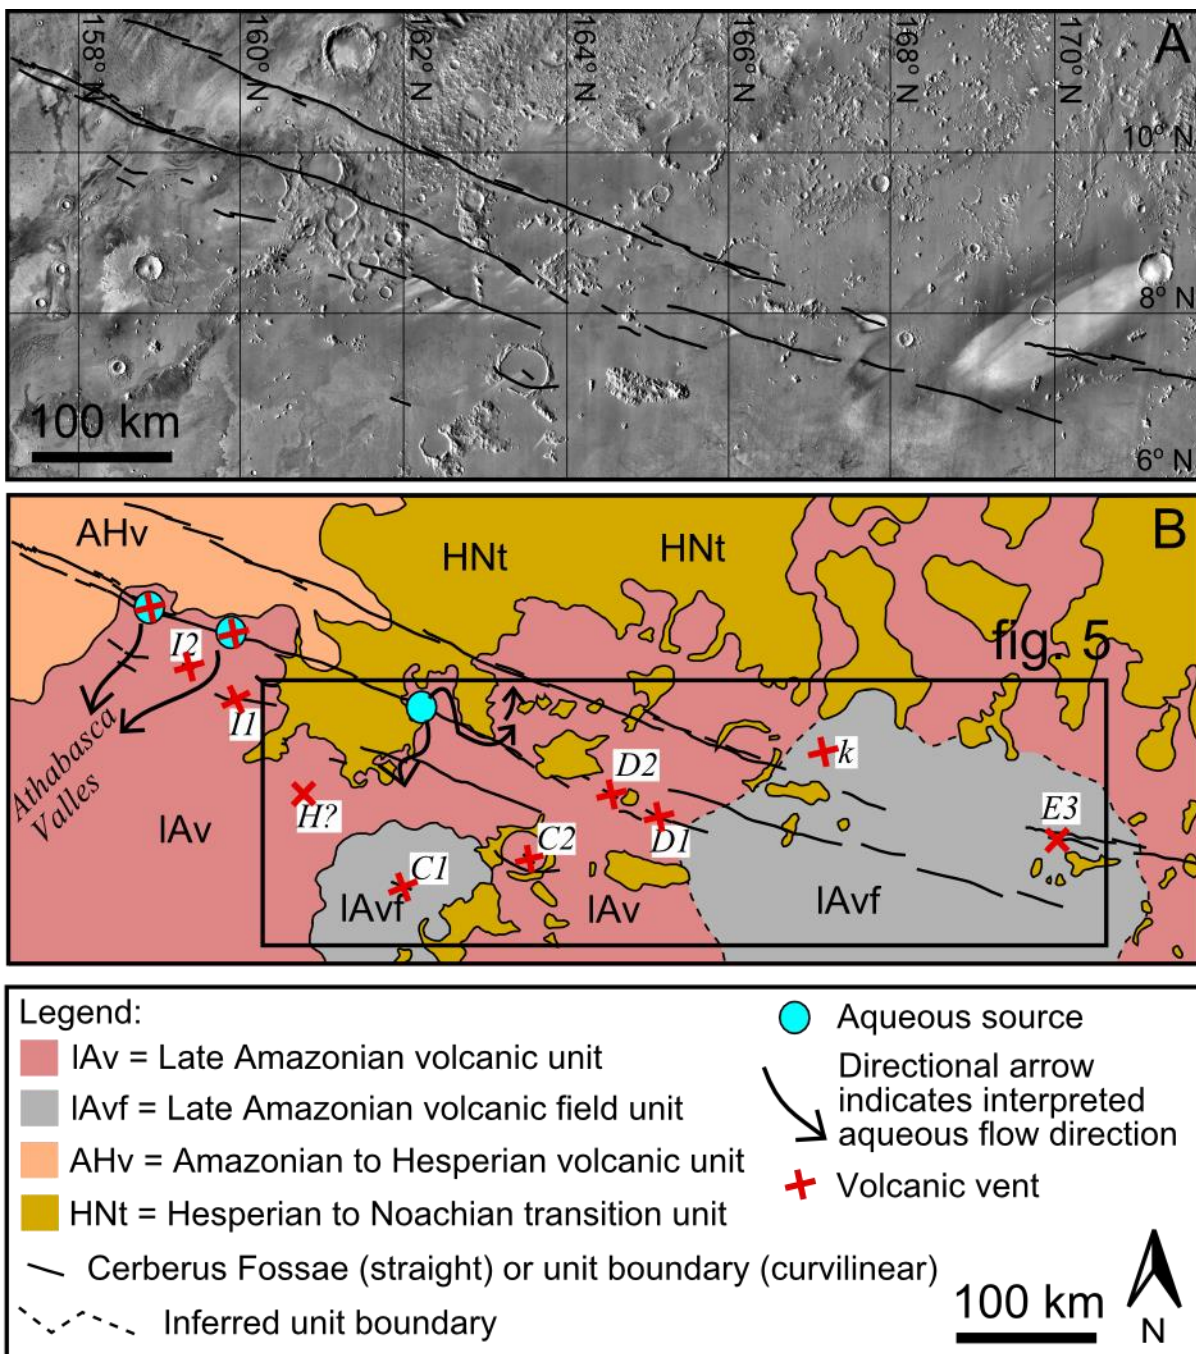 A
158° N
160° N
162° N
164° N
166° N
168° N
170° N
10° N
8° N
6° N
100 km
B
AHv
HNt
HNt
fig. 5
I2
I1
Athabasca
Valles
lAv
H?
C1
lAvf
C2
D2
D1
lAv
k
E3
lAvf
Legend:
lAv = Late Amazonian volcanic unit
lAvf = Late Amazonian volcanic field unit
AHv = Amazonian to Hesperian volcanic unit
HNt = Hesperian to Noachian transition unit
Cerberus Fossae (straight) or unit boundary (curvilinear)
Inferred unit boundary
Aqueous source
Directional arrow
indicates interpreted
aqueous flow direction
Volcanic vent
100 km
N